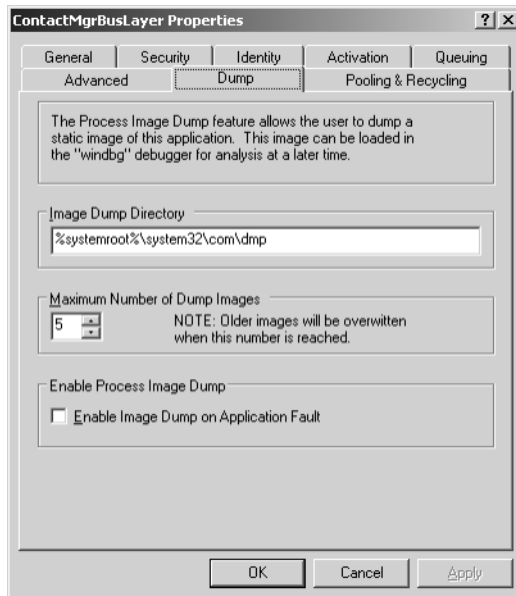 ContactMgrBusLayer Properties
General Security Identity Activation Queuing
Advanced Dump Pooling & Recycling
The Process Image Dump feature allows the user to dump a
static image of this application. This image can be loaded in
the "windbg" debugger for analysis at a later time.
Image Dump Directory
%systemroot%\system32\com\dmp
Maximum Number of Dump Images
5
NOTE: Older images will be overwitten
when this number is reached.
Enable Process Image Dump
Enable Image Dump on Application Fault
OK Cancel Apply